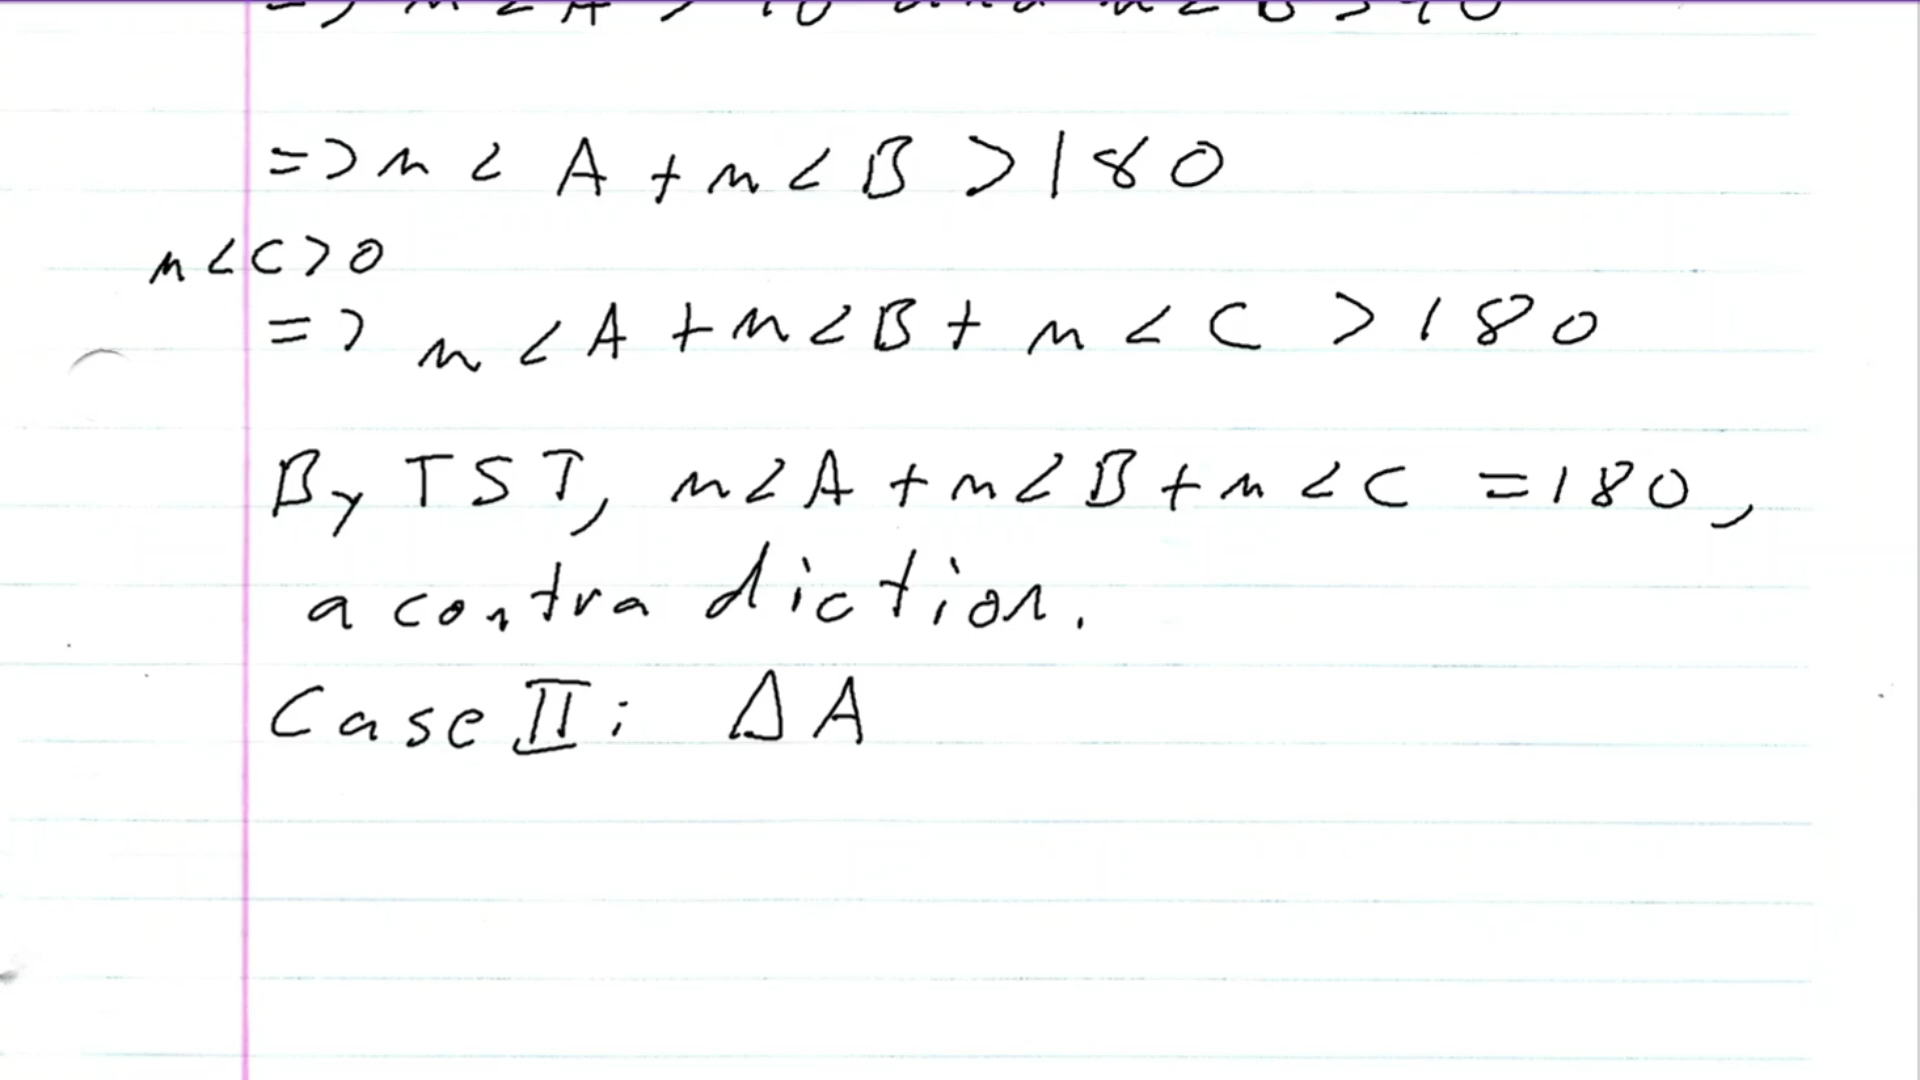 => m<A + m<B > 180
m<C > 0
=> m<A + m<B + m<C > 180
By TST, m<A + m<B + m<C = 180,
a contradiction.
Case II: ΔA